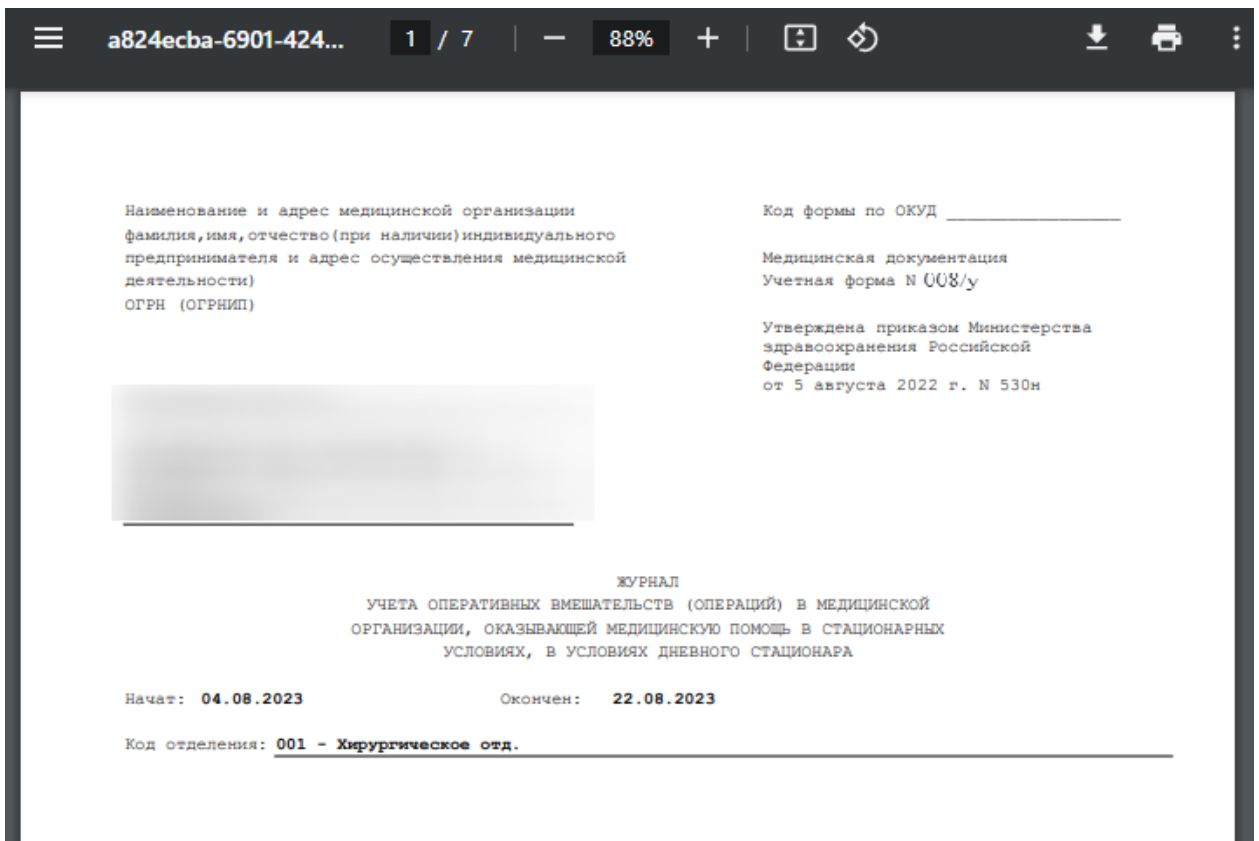 a824ecba-6901-424... 1 / 7 88%
Наименование и адрес медицинской организации
фамилия,имя,отчество(при наличии)индивидуального
предпринимателя и адрес осуществления медицинской
деятельности)
ОГРН (ОГРНИП)
Код формы по ОКУД
Медицинская документация
Учетная форма N 008/у
Утверждена приказом Министерства
здравоохранения Российской
Федерации
от 5 августа 2022 г. N 530н
ЖУРНАЛ
УЧЕТА ОПЕРАТИВНЫХ ВМЕШАТЕЛЬСТВ (ОПЕРАЦИЙ) В МЕДИЦИНСКОЙ
ОРГАНИЗАЦИИ, ОКАЗЫВАЮЩЕЙ МЕДИЦИНСКУЮ ПОМОЩЬ В СТАЦИОНАРНЫХ
УСЛОВИЯХ, В УСЛОВИЯХ ДНЕВНОГО СТАЦИОНАРА
Начат: 04.08.2023 Окончен: 22.08.2023
Код отделения: 001 - Хирургическое отд.